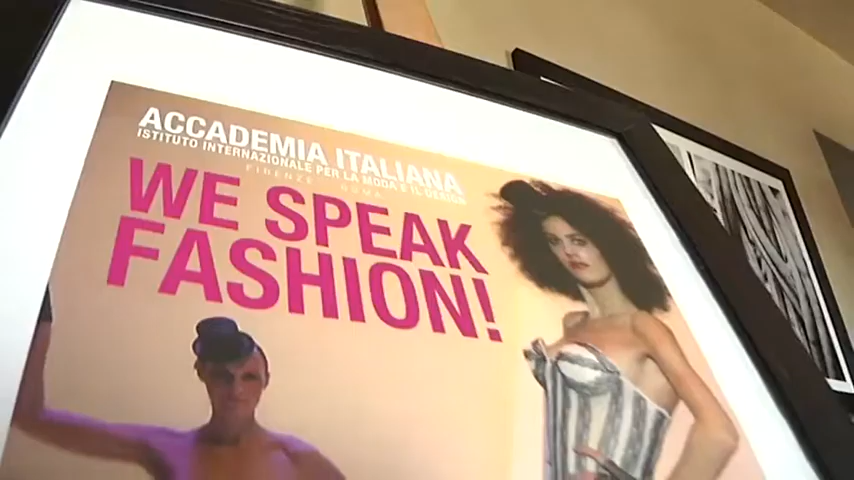 ACCADEMIA ITALIANA
ISTITUTO INTERNAZIONALE PER LA MODA E IL DESIGN
FIRENZE ROMA
WE SPEAK
FASHION!